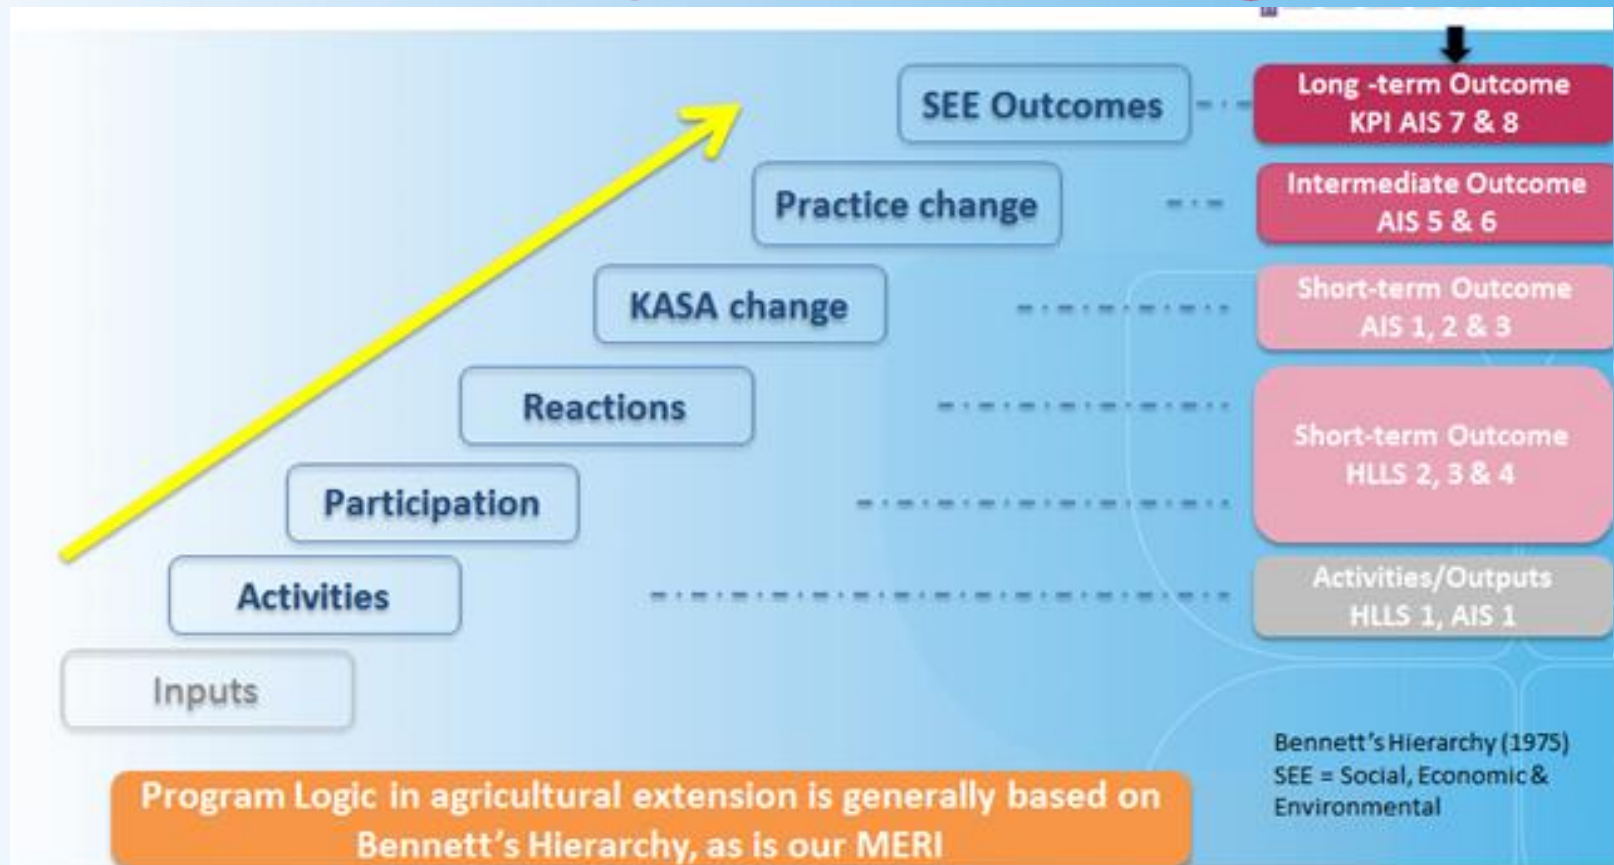 SEE Outcomes
Long -term Outcome
KPI AIS 7 & 8
Practice change
Intermediate Outcome
AIS 5 & 6
KASA change
Short-term Outcome
AIS 1, 2 & 3
Reactions
Participation
Short-term Outcome
HLLS 2, 3 & 4
Activities
Activities/Outputs
HLLS 1, AIS 1
Inputs
Bennett's Hierarchy (1975)
SEE = Social, Economic &
Environmental
Program Logic in agricultural extension is generally based on
Bennett's Hierarchy, as is our MERI